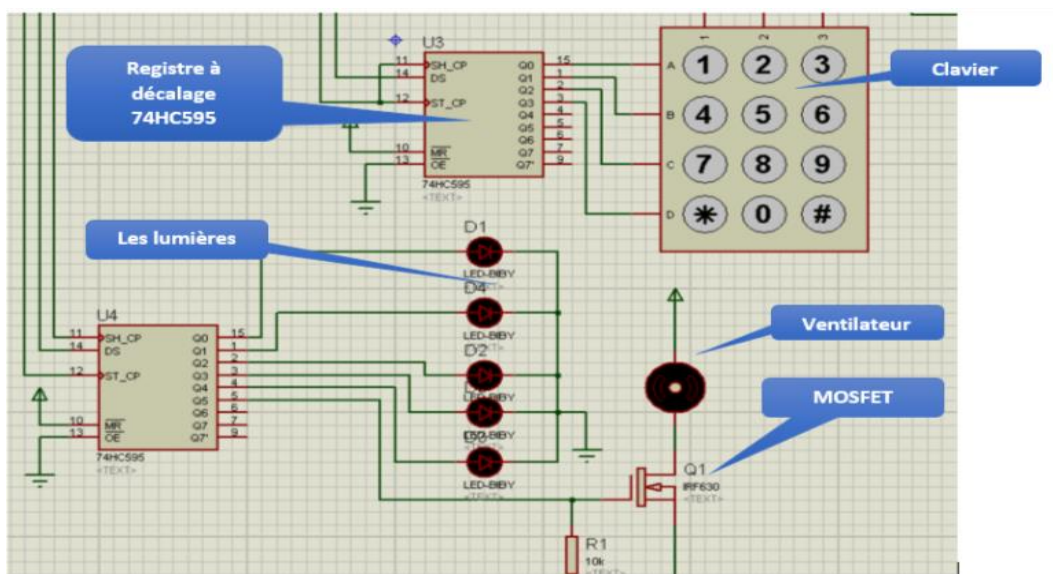 U3
11
14
12
10
13
SH_CP
DS
ST_CP
MR
OE
Q0
Q1
Q2
Q3
Q4
Q5
Q6
Q7
Q7'
15
1
2
3
4
5
6
7
9
74HC595
<TEXT>
Registre à
décalage
74HC595
1
2
3
A
B
C
D
1 2 3
4 5 6
7 8 9
* 0 #
Clavier
Les lumières
D1
LED-BIBY
<TEXT>
D4
LED-BIBY
<TEXT>
D2
LED-BIBY
LED-BIBY
<TEXT>
U4
11
14
12
10
13
SH_CP
DS
ST_CP
MR
OE
Q0
Q1
Q2
Q3
Q4
Q5
Q6
Q7
Q7'
15
1
2
3
4
5
6
7
9
74HC595
<TEXT>
Ventilateur
MOSFET
Q1
IRF630
<TEXT>
R1
10k
<TEXT>